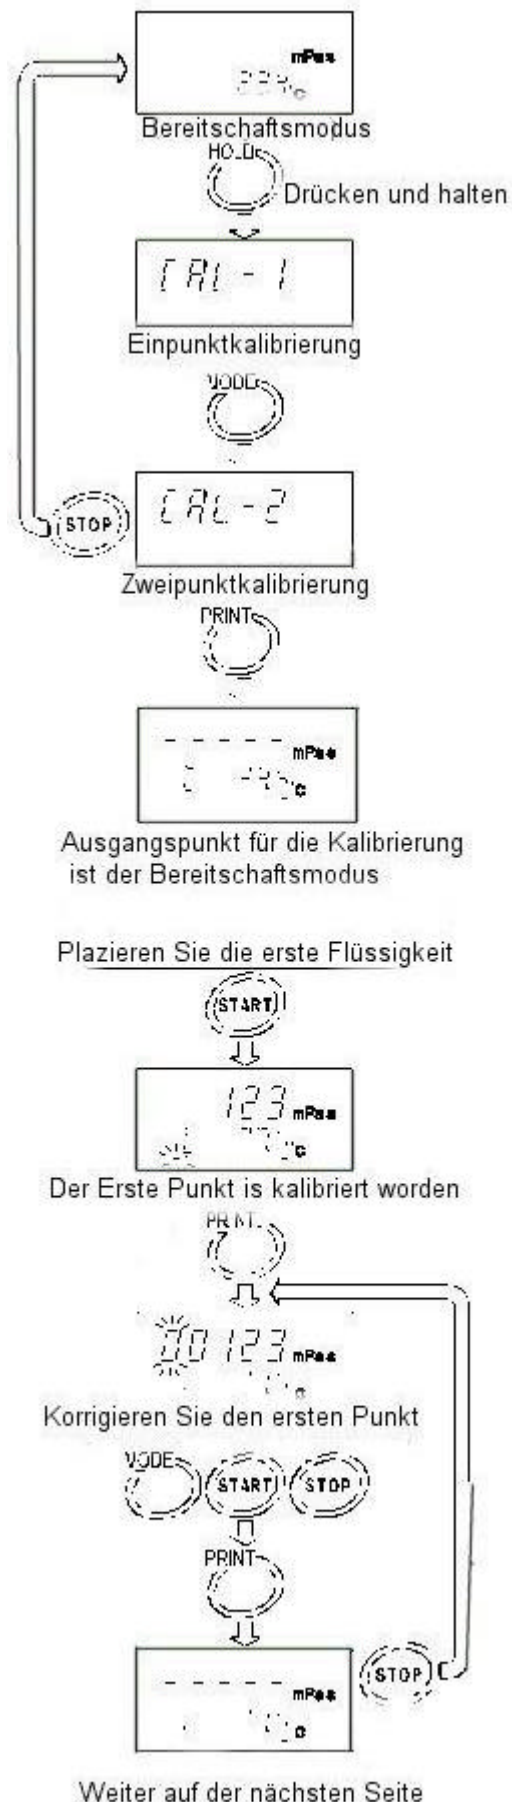 mPas
Bereitschaftsmodus
HOLD
Drücken und halten
CAL-1
Einpunktkalibrierung
MODE
CAL-2
STOP
Zweipunktkalibrierung
PRINT
- - - - - mPas
°C
Ausgangspunkt für die Kalibrierung
ist der Bereitschaftsmodus
Plazieren Sie die erste Flüssigkeit
START
123 mPas
°C
Der Erste Punkt is kalibriert worden
PRINT
00123 mPas
Korrigieren Sie den ersten Punkt
MODE START STOP
PRINT
- - - - - mPas
STOP
Weiter auf der nächsten Seite